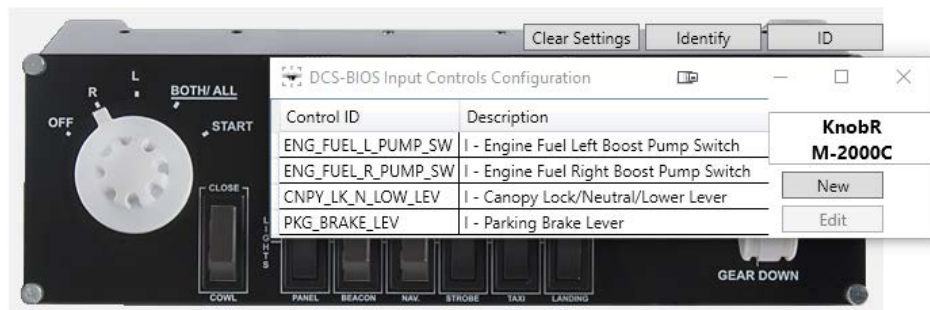 Clear Settings
Identify
ID
DCS-BIOS Input Controls Configuration
Control ID
Description
ENG_FUEL_L_PUMP_SW
I - Engine Fuel Left Boost Pump Switch
ENG_FUEL_R_PUMP_SW
I - Engine Fuel Right Boost Pump Switch
CNPY_LK_N_LOW_LEV
I - Canopy Lock/Neutral/Lower Lever
PKG_BRAKE_LEV
I - Parking Brake Lever
KnobR
M-2000C
New
Edit
OFF
R
L
BOTH/ ALL
START
CLOSE
COWL
LIGHTS
PANEL
BEACON
NAV.
STROBE
TAXI
LANDING
GEAR DOWN